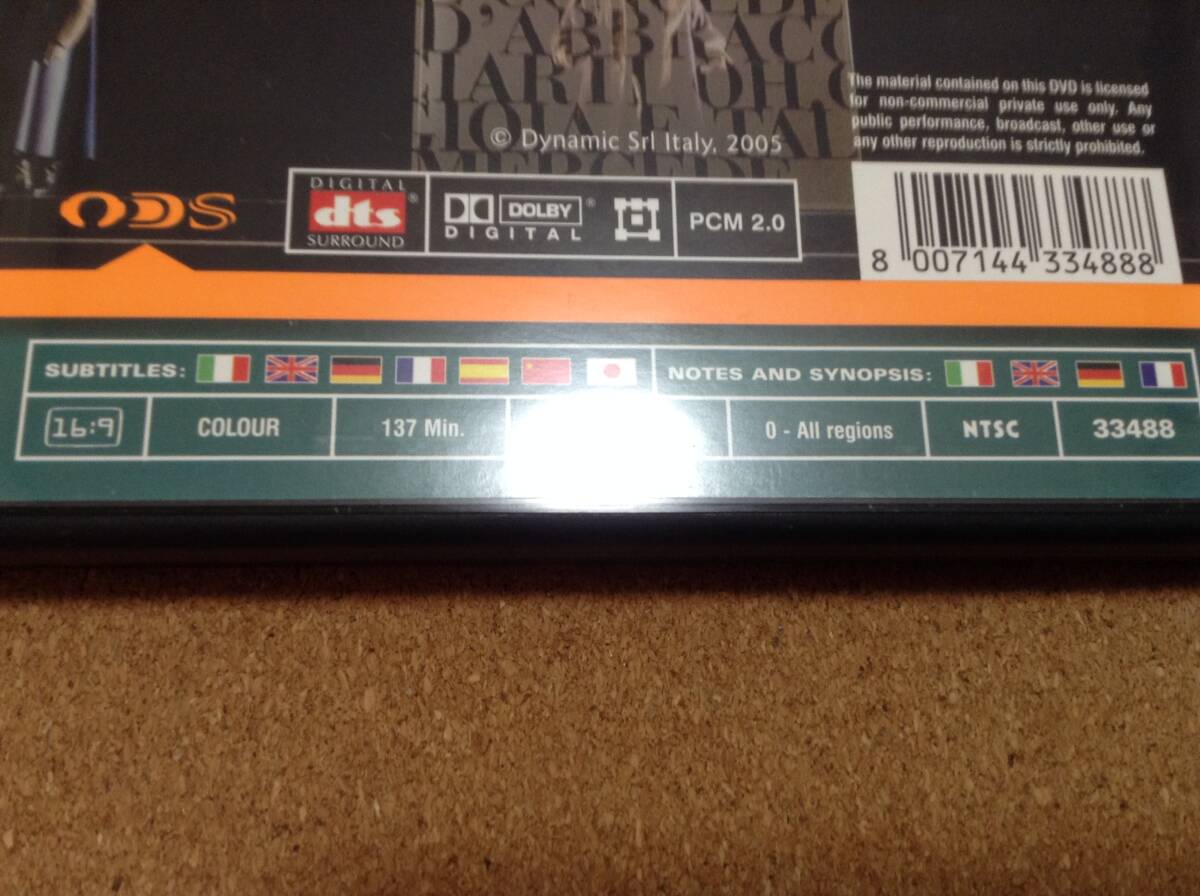 D'ABBRACC
© Dynamic Srl Italy, 2005
The material contained on this DVD is licensed
for non-commercial private use only. Any
public performance, broadcast, other use or
any other reproduction is strictly prohibited.
ODS
DIGITAL
dts®
SURROUND
DOLBY®
DIGITAL
PCM 2.0
8 007144 334888
SUBTITLES:
NOTES AND SYNOPSIS:
16:9
COLOUR
137 Min.
0 - All regions
NTSC
33488